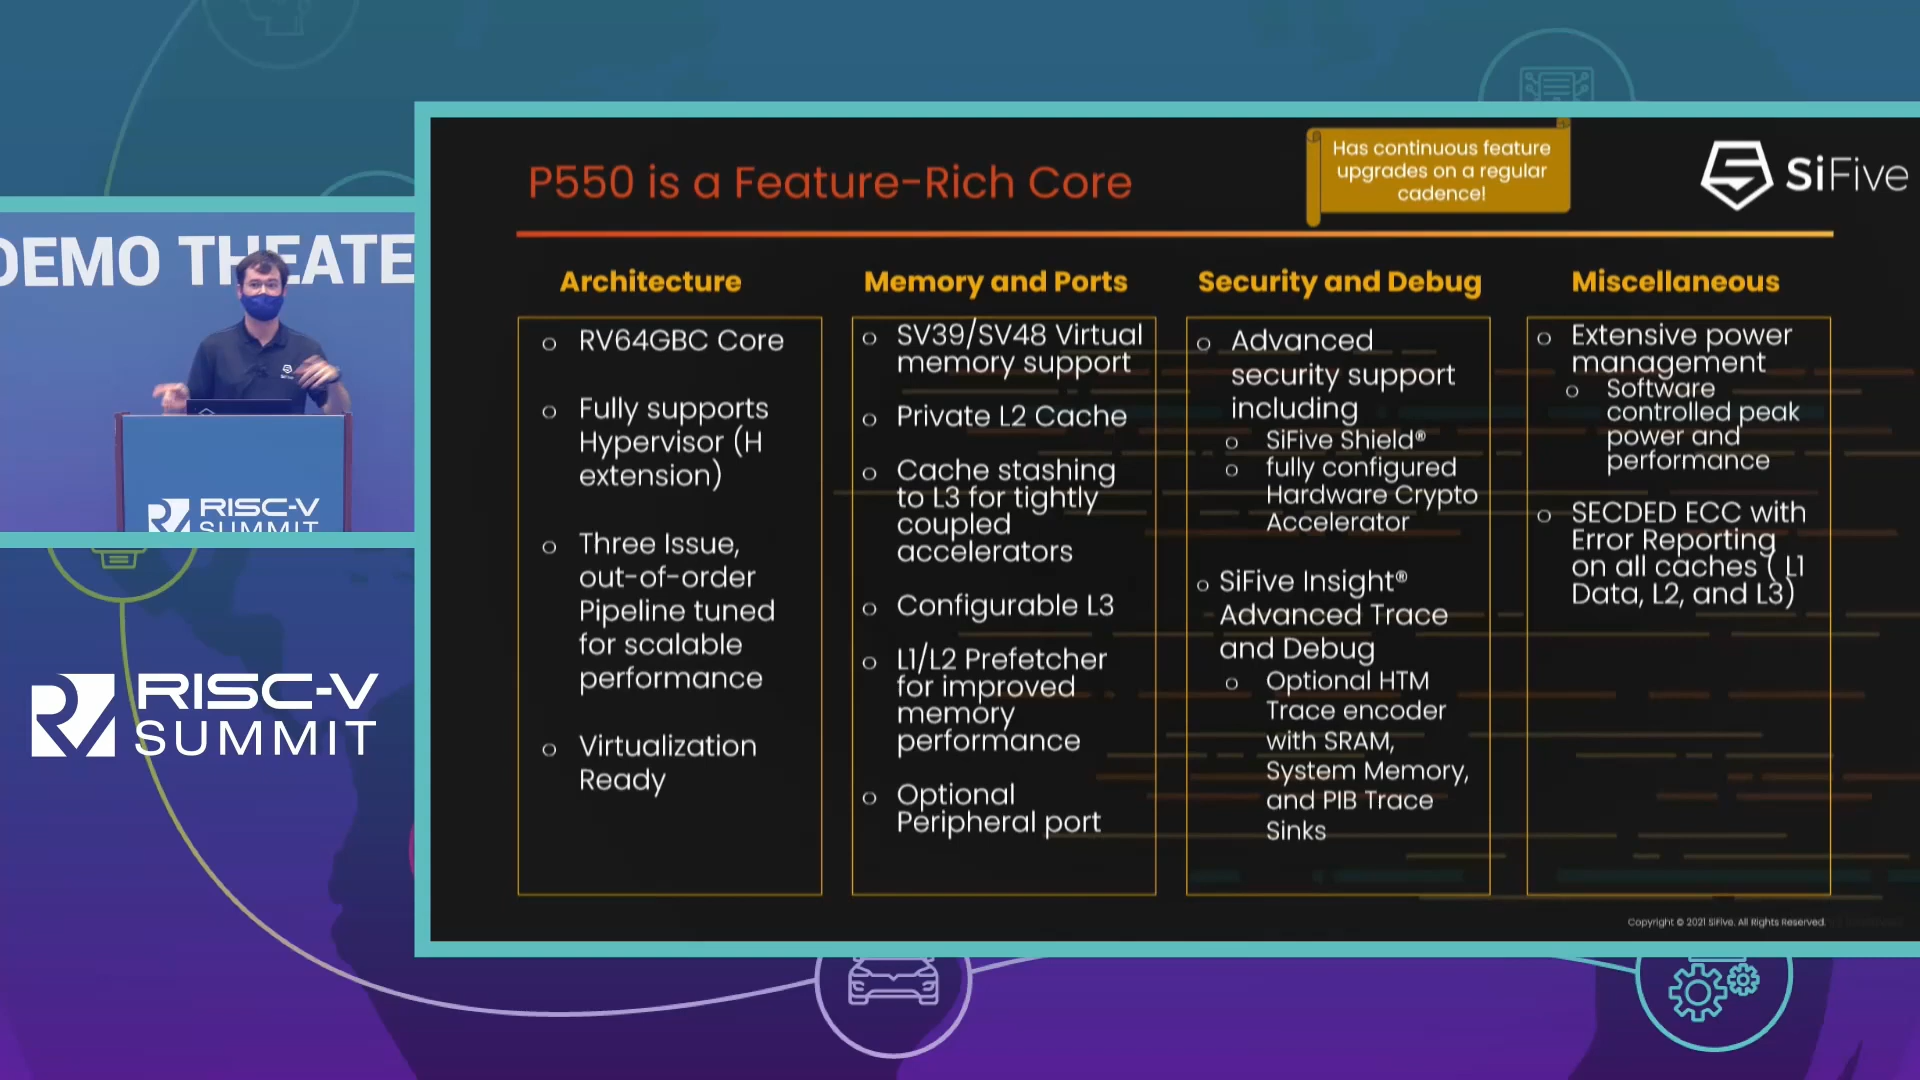 P550 is a Feature-Rich Core
Has continuous feature
upgrades on a regular
cadence!
SiFive
DEMO THEATE
SiFive
RISC-V
SUMMIT
RISC-V
SUMMIT
Architecture
o RV64GBC Core
o Fully supports
Hypervisor (H
extension)
o Three Issue,
out-of-order
Pipeline tuned
for scalable
performance
o Virtualization
Ready
Memory and Ports
o SV39/SV48 Virtual
memory support
o Private L2 Cache
o Cache stashing
to L3 for tightly
coupled
accelerators
o Configurable L3
o L1/L2 Prefetcher
for improved
memory
performance
o Optional
Peripheral port
Security and Debug
o Advanced
security support
including
o SiFive Shield®
o fully configured
Hardware Crypto
Accelerator
o SiFive Insight®
Advanced Trace
and Debug
o Optional HTM
Trace encoder
with SRAM,
System Memory,
and PIB Trace
Sinks
Miscellaneous
o Extensive power
management
o Software
controlled peak
power and
performance
o SECDED ECC with
Error Reporting
on all caches ( L1
Data, L2, and L3)
Copyright © 2021 SiFive. All Rights Reserved.